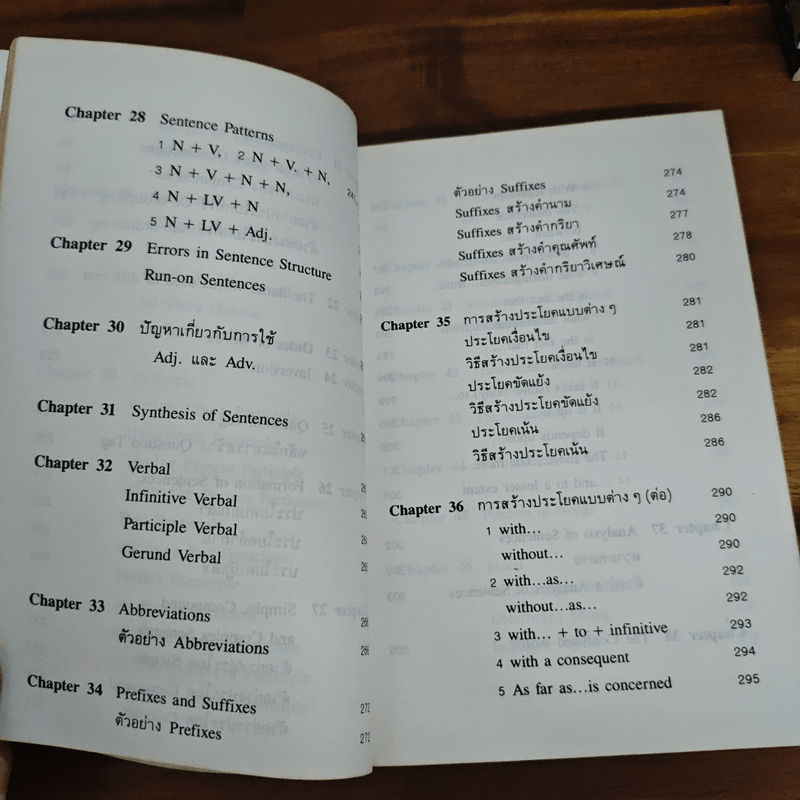 Chapter 28 Sentence Patterns
1 N + V, 2 N + V. + N,
3 N + V + N + N,
4 N + LV + N
5 N + LV + Adj.
Chapter 29 Errors in Sentence Structure
Run-on Sentences
Chapter 30 ปัญหาเกี่ยวกับการใช้
Adj. และ Adv.
Chapter 31 Synthesis of Sentences
Chapter 32 Verbal
Infinitive Verbal
Participle Verbal
Gerund Verbal
Chapter 33 Abbreviations
ตัวอย่าง Abbreviations
Chapter 34 Prefixes and Suffixes
ตัวอย่าง Prefixes
ตัวอย่าง Suffixes 274
Suffixes สร้างคำนาม 274
Suffixes สร้างคำกริยา 277
Suffixes สร้างคำคุณศัพท์ 278
Suffixes สร้างคำกริยาวิเศษณ์ 280
Chapter 35 การสร้างประโยคแบบต่าง ๆ 281
ประโยคเงื่อนไข 281
วิธีสร้างประโยคเงื่อนไข 281
ประโยคขัดแย้ง 282
วิธีสร้างประโยคขัดแย้ง 282
ประโยคเน้น 286
วิธีสร้างประโยคเน้น 286
Chapter 36 การสร้างประโยคแบบต่าง ๆ (ต่อ) 290
1 with... 290
without... 290
2 with...as... 292
without...as... 292
3 with... + to + infinitive 293
4 with a consequent 294
5 As far as...is concerned 295